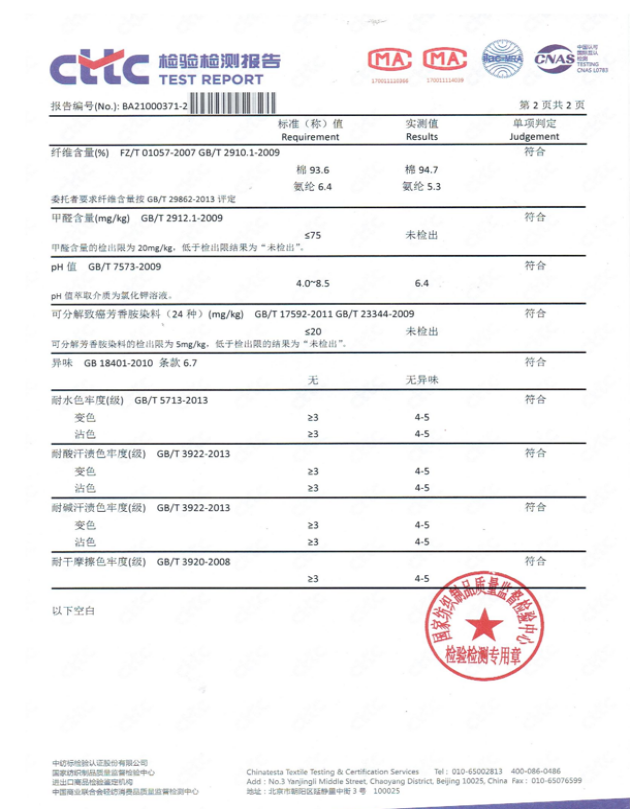 cttc 检验检测报告
TEST REPORT
MA
170011110986
MA
170011114039
ilac-MRA
CNAS
中国认可
国际互认
检测
TESTING
CNAS L0783
报告编号(No.): BA21000371-2
第 2 页共 2 页
标准（称）值 实测值 单项判定
Requirement Results Judgement
纤维含量(%) FZ/T 01057-2007 GB/T 2910.1-2009 符合
棉 93.6 棉 94.7
氨纶 6.4 氨纶 5.3
委托者要求纤维含量按 GB/T 29862-2013 评定
甲醛含量(mg/kg) GB/T 2912.1-2009 符合
≤75 未检出
甲醛含量的检出限为 20mg/kg，低于检出限结果为“未检出”。
pH 值 GB/T 7573-2009 符合
4.0~8.5 6.4
pH 值萃取介质为氯化钾溶液。
可分解致癌芳香胺染料（24 种）(mg/kg) GB/T 17592-2011 GB/T 23344-2009 符合
≤20 未检出
可分解芳香胺染料的检出限为 5mg/kg，低于检出限的结果为“未检出”。
异味 GB 18401-2010 条款 6.7 符合
无 无异味
耐水色牢度(级) GB/T 5713-2013 符合
变色 ≥3 4-5
沾色 ≥3 4-5
耐酸汗渍色牢度(级) GB/T 3922-2013 符合
变色 ≥3 4-5
沾色 ≥3 4-5
耐碱汗渍色牢度(级) GB/T 3922-2013 符合
变色 ≥3 4-5
沾色 ≥3 4-5
耐干摩擦色牢度(级) GB/T 3920-2008 符合
≥3 4-5
以下空白
国家纺织制品质量监督检验中心
检验检测专用章
中纺标检验认证股份有限公司
国家纺织制品质量监督检验中心
进出口商品检验鉴定机构
中国商业联合会轻纺消费品质量监督检测中心
Chinatesta Textile Testing & Certification Services Tel: 010-65002813 400-086-0486
Add : No.3 Yanjingli Middle Street, Chaoyang District, Beijing 10025, China Fax : 010-65076599
地址：北京市朝阳区延静里中街 3 号 100025